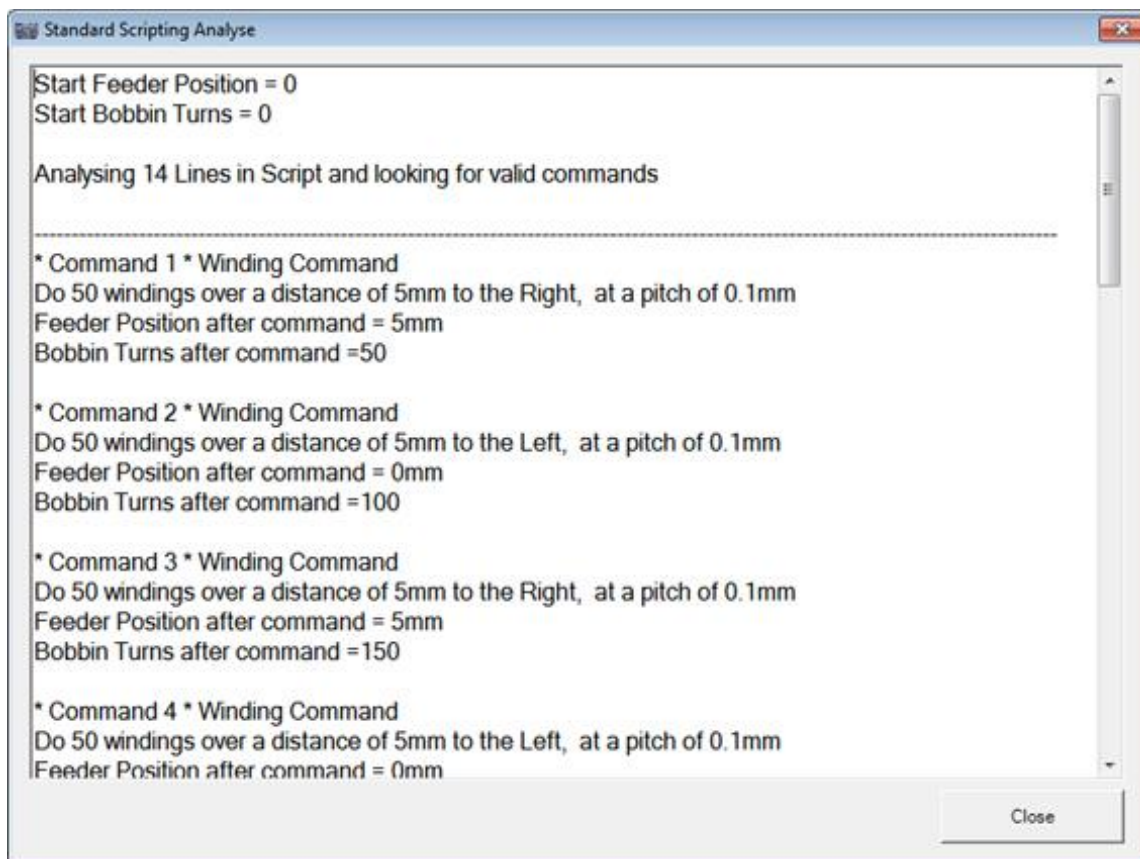 Standard Scripting Analyse
Start Feeder Position = 0
Start Bobbin Turns = 0
Analysing 14 Lines in Script and looking for valid commands
--------------------------------------------------------------------------------
* Command 1 * Winding Command
Do 50 windings over a distance of 5mm to the Right,  at a pitch of 0.1mm
Feeder Position after command = 5mm
Bobbin Turns after command =50
* Command 2 * Winding Command
Do 50 windings over a distance of 5mm to the Left,  at a pitch of 0.1mm
Feeder Position after command = 0mm
Bobbin Turns after command =100
* Command 3 * Winding Command
Do 50 windings over a distance of 5mm to the Right,  at a pitch of 0.1mm
Feeder Position after command = 5mm
Bobbin Turns after command =150
* Command 4 * Winding Command
Do 50 windings over a distance of 5mm to the Left,  at a pitch of 0.1mm
Feeder Position after command = 0mm
Close